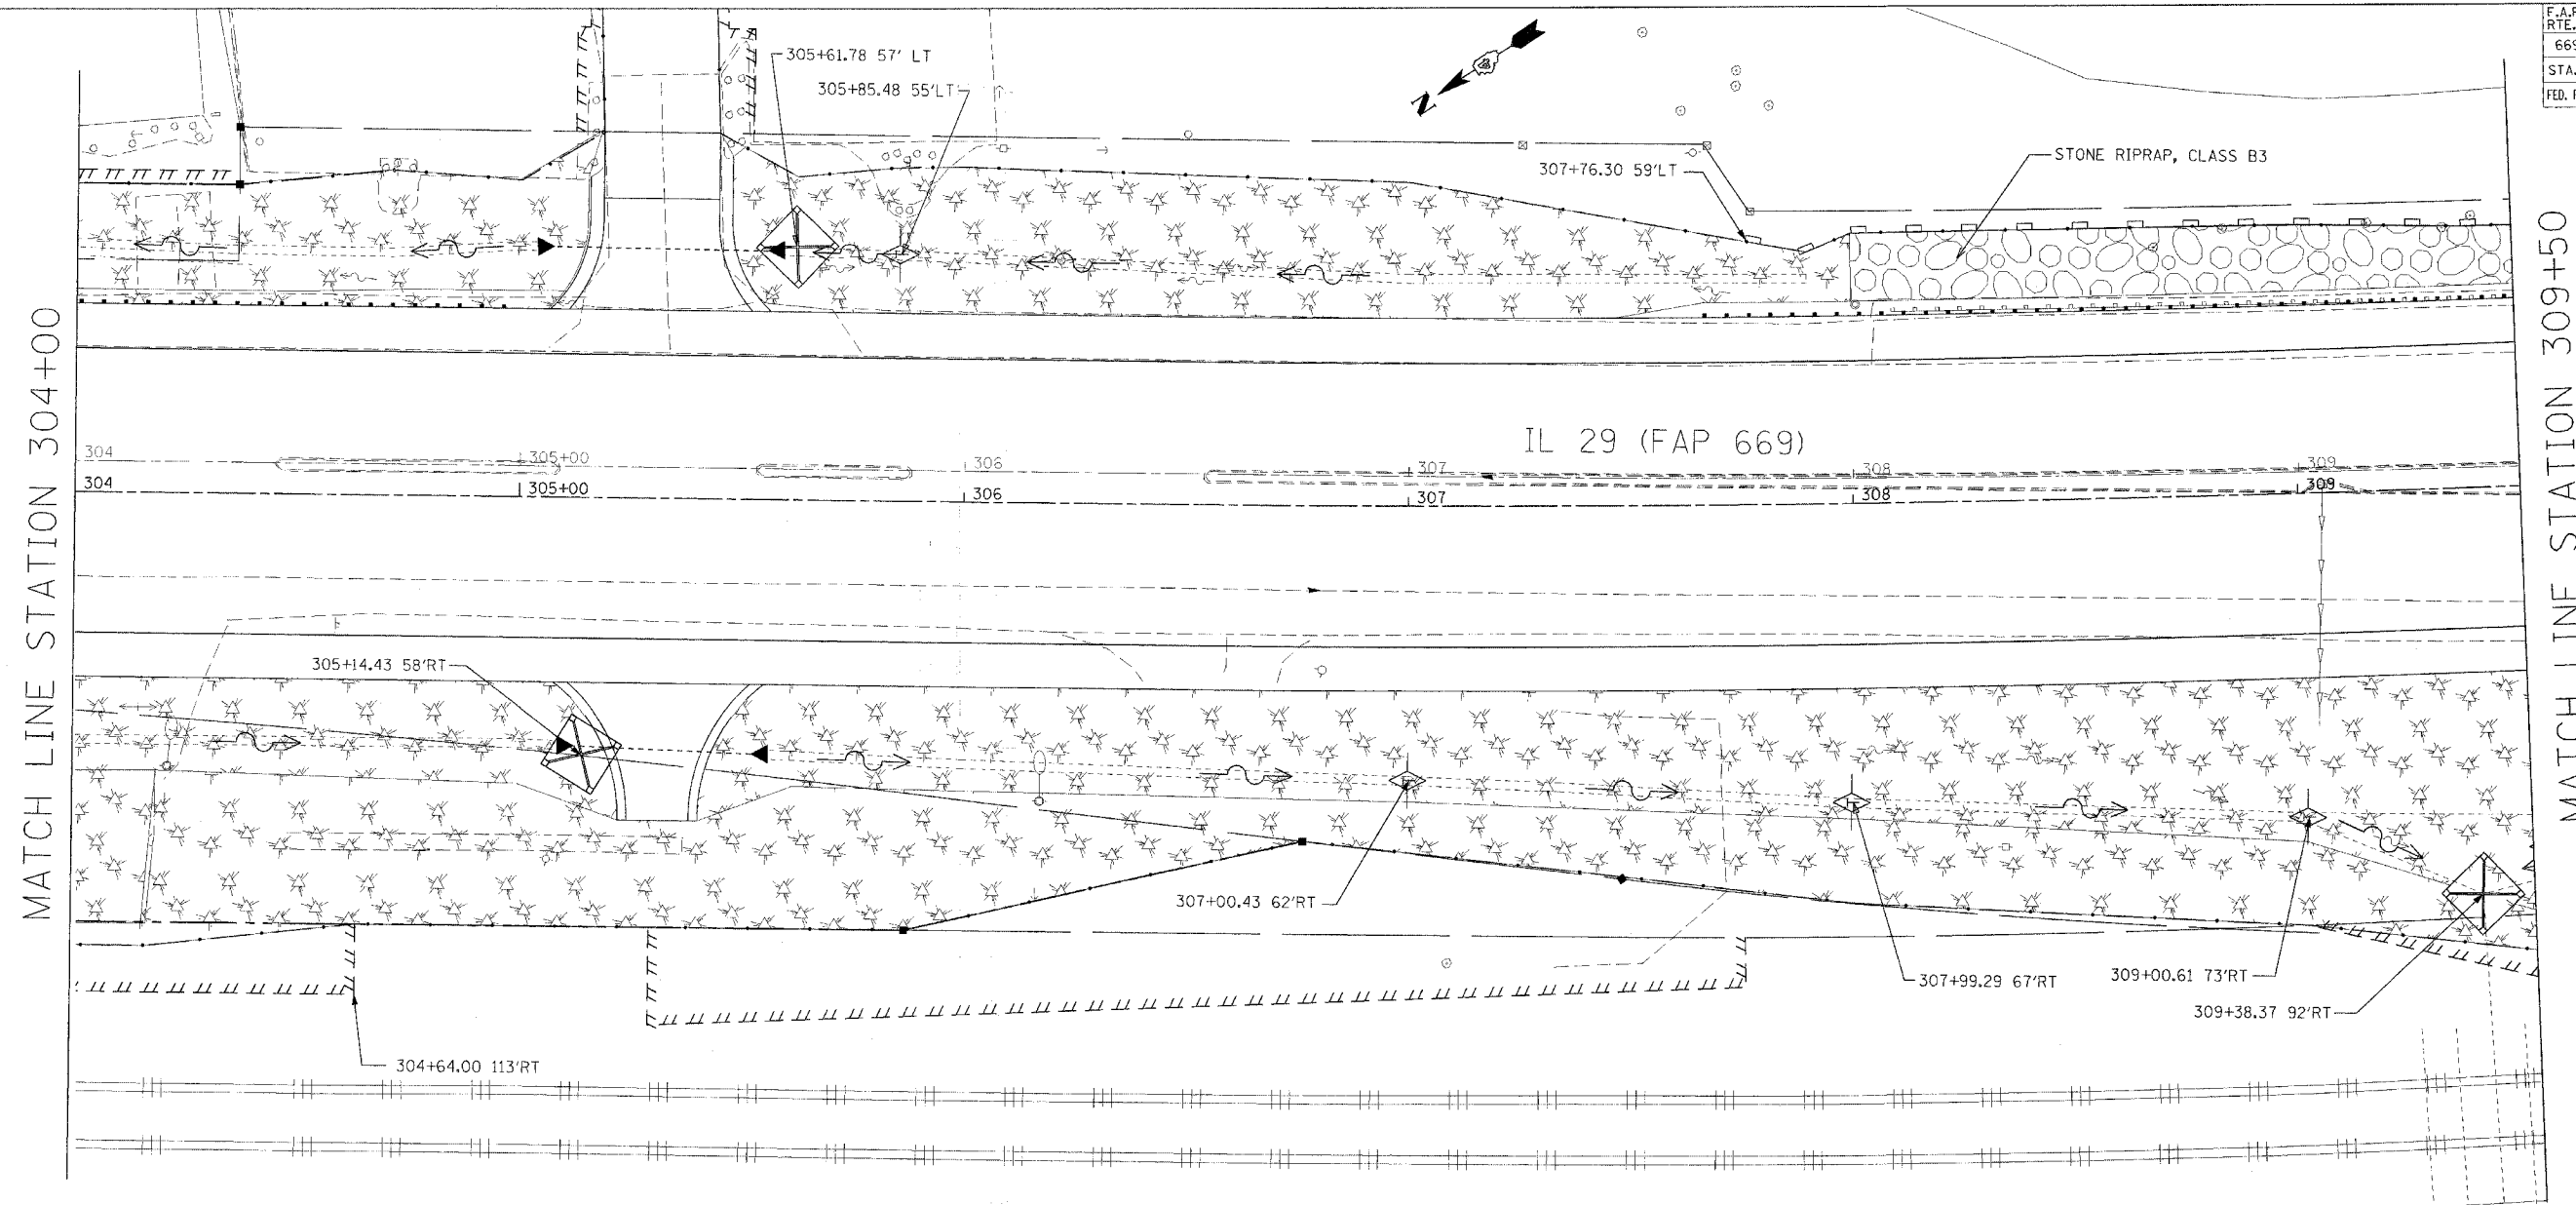 F.A.P.
RTE.
669
STA.
FED.
305+61.78 57' LT
305+85.48 55'LT
N
307+76.30 59'LT
STONE RIPRAP, CLASS B3
MATCH LINE STATION 304+00
MATCH LINE STATION 309+50
IL 29 (FAP 669)
304 305+00 306 307 308 309
304 305+00 306 307 308 309
305+14.43 58'RT
307+00.43 62'RT
307+99.29 67'RT
309+00.61 73'RT
309+38.37 92'RT
304+64.00 113'RT